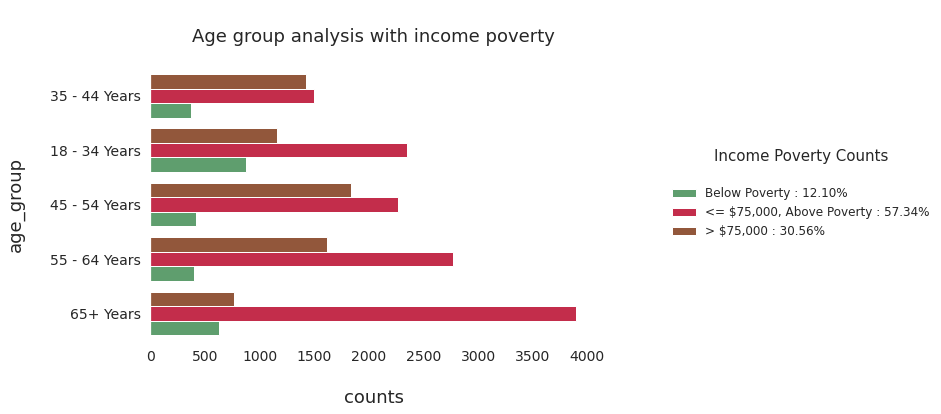 Age group analysis with income poverty
age_group
35 - 44 Years
18 - 34 Years
45 - 54 Years
55 - 64 Years
65+ Years
0 500 1000 1500 2000 2500 3000 3500 4000
counts
Income Poverty Counts
Below Poverty : 12.10%
<= $75,000, Above Poverty : 57.34%
> $75,000 : 30.56%